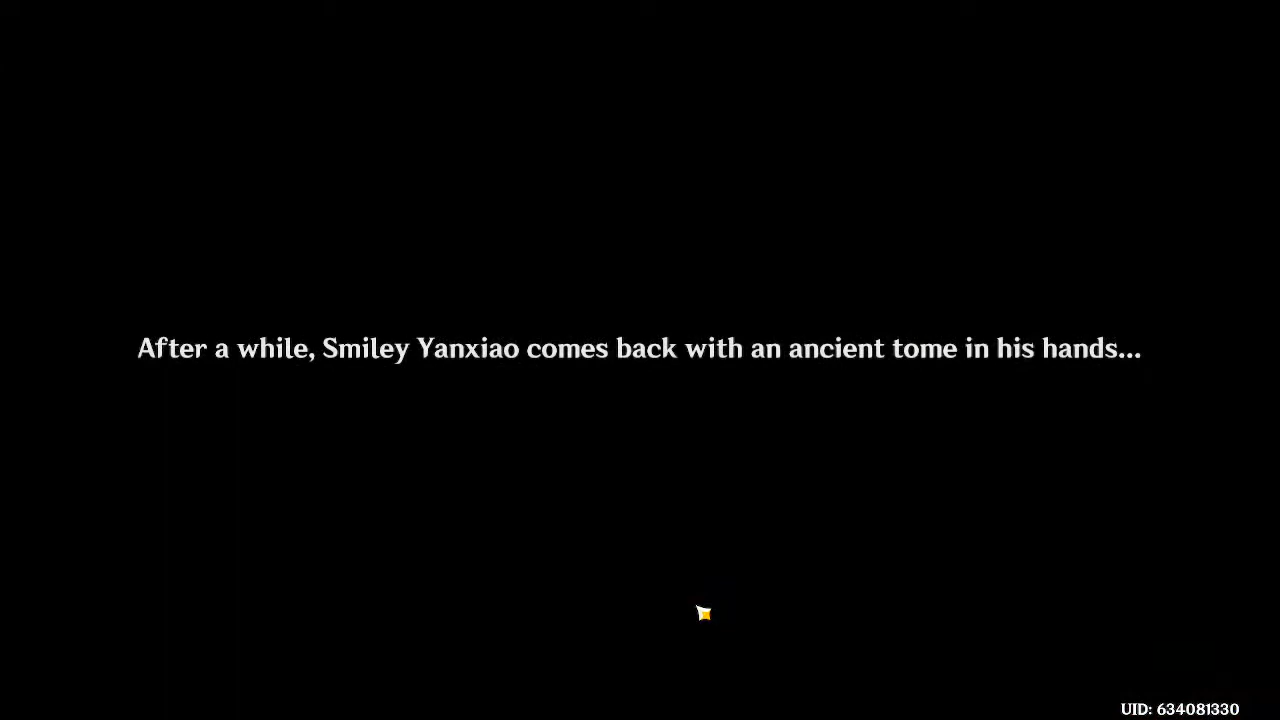 After a while, Smiley Yanxiao comes back with an ancient tome in his hands...
UID: 634081330